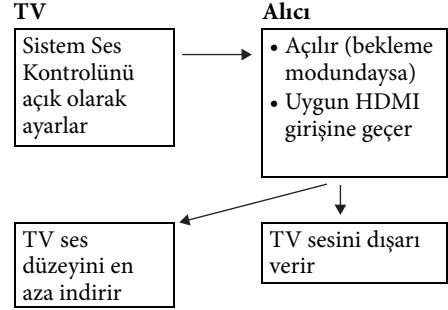 TV
Alıcı
Sistem Ses
Kontrolünü
açık olarak
ayarlar
• Açılır (bekleme
modundaysa)
• Uygun HDMI
girişine geçer
TV ses
düzeyini en
aza indirir
TV sesini dışarı
verir